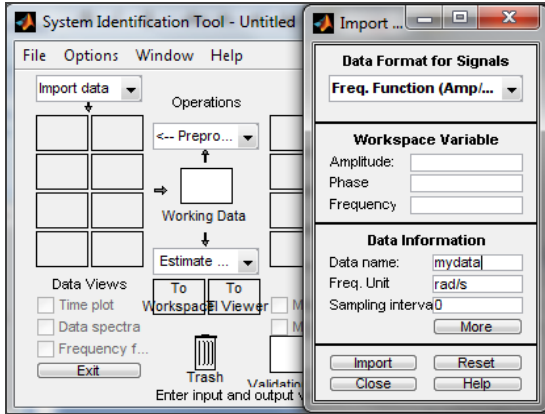 System Identification Tool - Untitled
File Options Window Help
Import data
Operations
<-- Prepro...
Working Data
Estimate ...
Data Views
To
To
Workspace
Viewer
Time plot
M
Data spectra
M
Frequency f...
Exit
Trash
Validatio
Enter input and output v
Import ...
Data Format for Signals
Freq. Function (Amp/...
Workspace Variable
Amplitude:
Phase
Frequency
Data Information
Data name: mydata
Freq. Unit rad/s
Sampling interva 0
More
Import Reset
Close Help